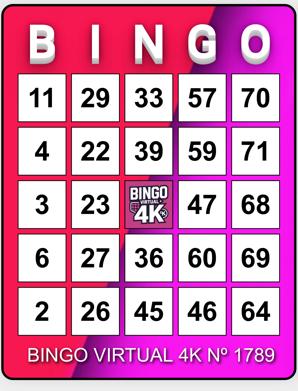 BINGO
11 29 33 57 70
4 22 39 59 71
3 23 BINGO VIRTUAL 4K 47 68
6 27 36 60 69
2 26 45 46 64
BINGO VIRTUAL 4K Nº 1789